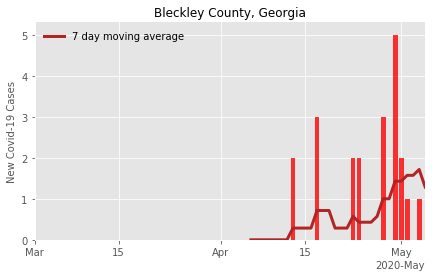 Bleckley County, Georgia
7 day moving average
New Covid-19 Cases
5
4
3
2
1
0
Mar 15 Apr 15 May
2020-May